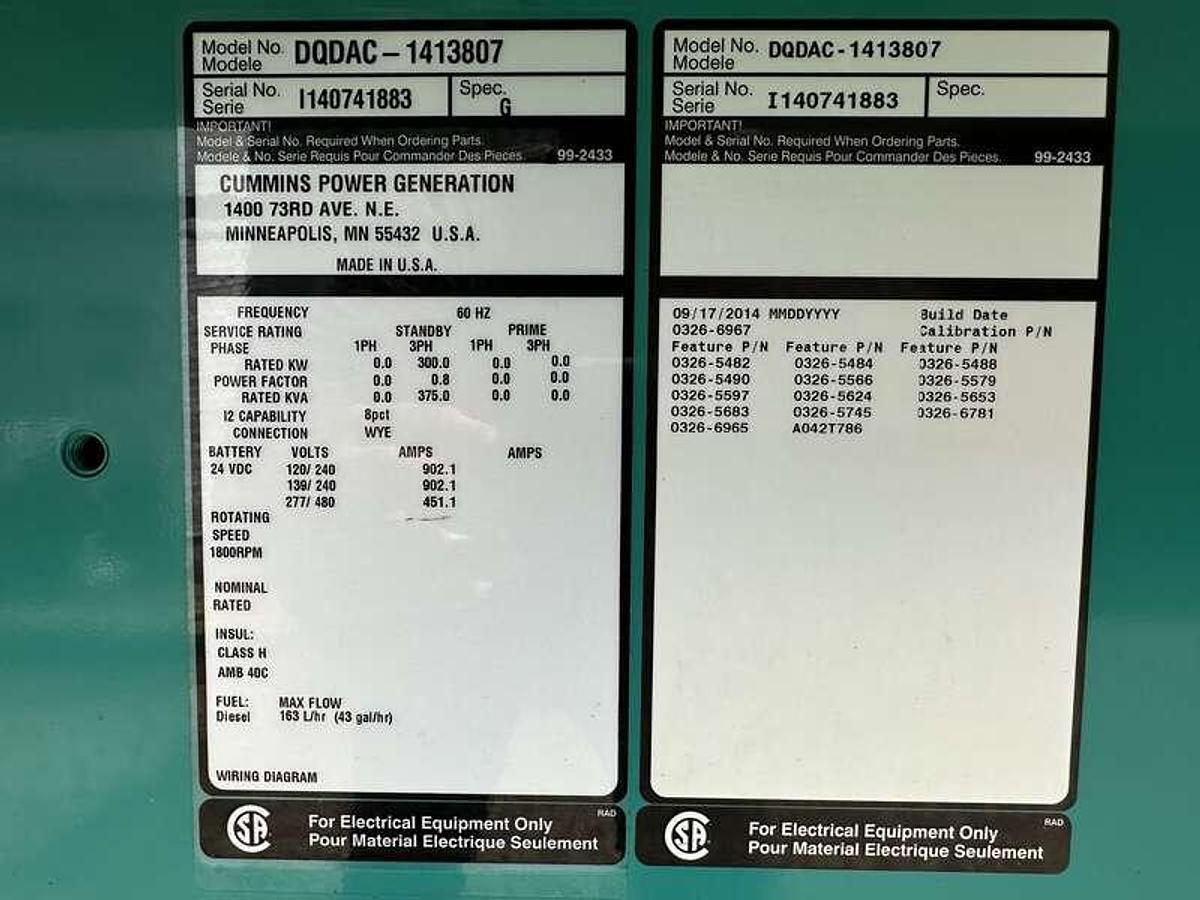 Model No. DQDAC-1413807
Modele
Serial No. I140741883 Spec.
Serie G
IMPORTANT!
Model & Serial No. Required When Ordering Parts.
Modele & No. Serie Requis Pour Commander Des Pieces. 99-2433
CUMMINS POWER GENERATION
1400 73RD AVE. N.E.
MINNEAPOLIS, MN 55432 U.S.A.
MADE IN U.S.A.
FREQUENCY 60 HZ
SERVICE RATING STANDBY PRIME
PHASE 1PH 3PH 1PH 3PH
RATED KW 0.0 300.0 0.0 0.0
POWER FACTOR 0.0 0.8 0.0 0.0
RATED KVA 0.0 375.0 0.0 0.0
I2 CAPABILITY 8pct
CONNECTION WYE
BATTERY VOLTS AMPS AMPS
24 VDC 120/ 240 902.1
139/ 240 902.1
277/ 480 451.1
ROTATING
SPEED
1800RPM
NOMINAL
RATED
INSUL:
CLASS H
AMB 40C
FUEL: MAX FLOW
Diesel 163 L/hr (43 gal/hr)
WIRING DIAGRAM
RAD
SA For Electrical Equipment Only
Pour Material Electrique Seulement
Model No. DQDAC-1413807
Modele
Serial No. I140741883 Spec.
Serie
IMPORTANT!
Model & Serial No. Required When Ordering Parts.
Modele & No. Serie Requis Pour Commander Des Pieces. 99-2433
09/17/2014 MMDDYYYY Build Date
0326-6967 Calibration P/N
Feature P/N Feature P/N Feature P/N
0326-5482 0326-5484 0326-5488
0326-5490 0326-5566 0326-5579
0326-5597 0326-5624 0326-5653
0326-5683 0326-5745 0326-6781
0326-6965 A042T786
RAD
SA For Electrical Equipment Only
Pour Material Electrique Seulement